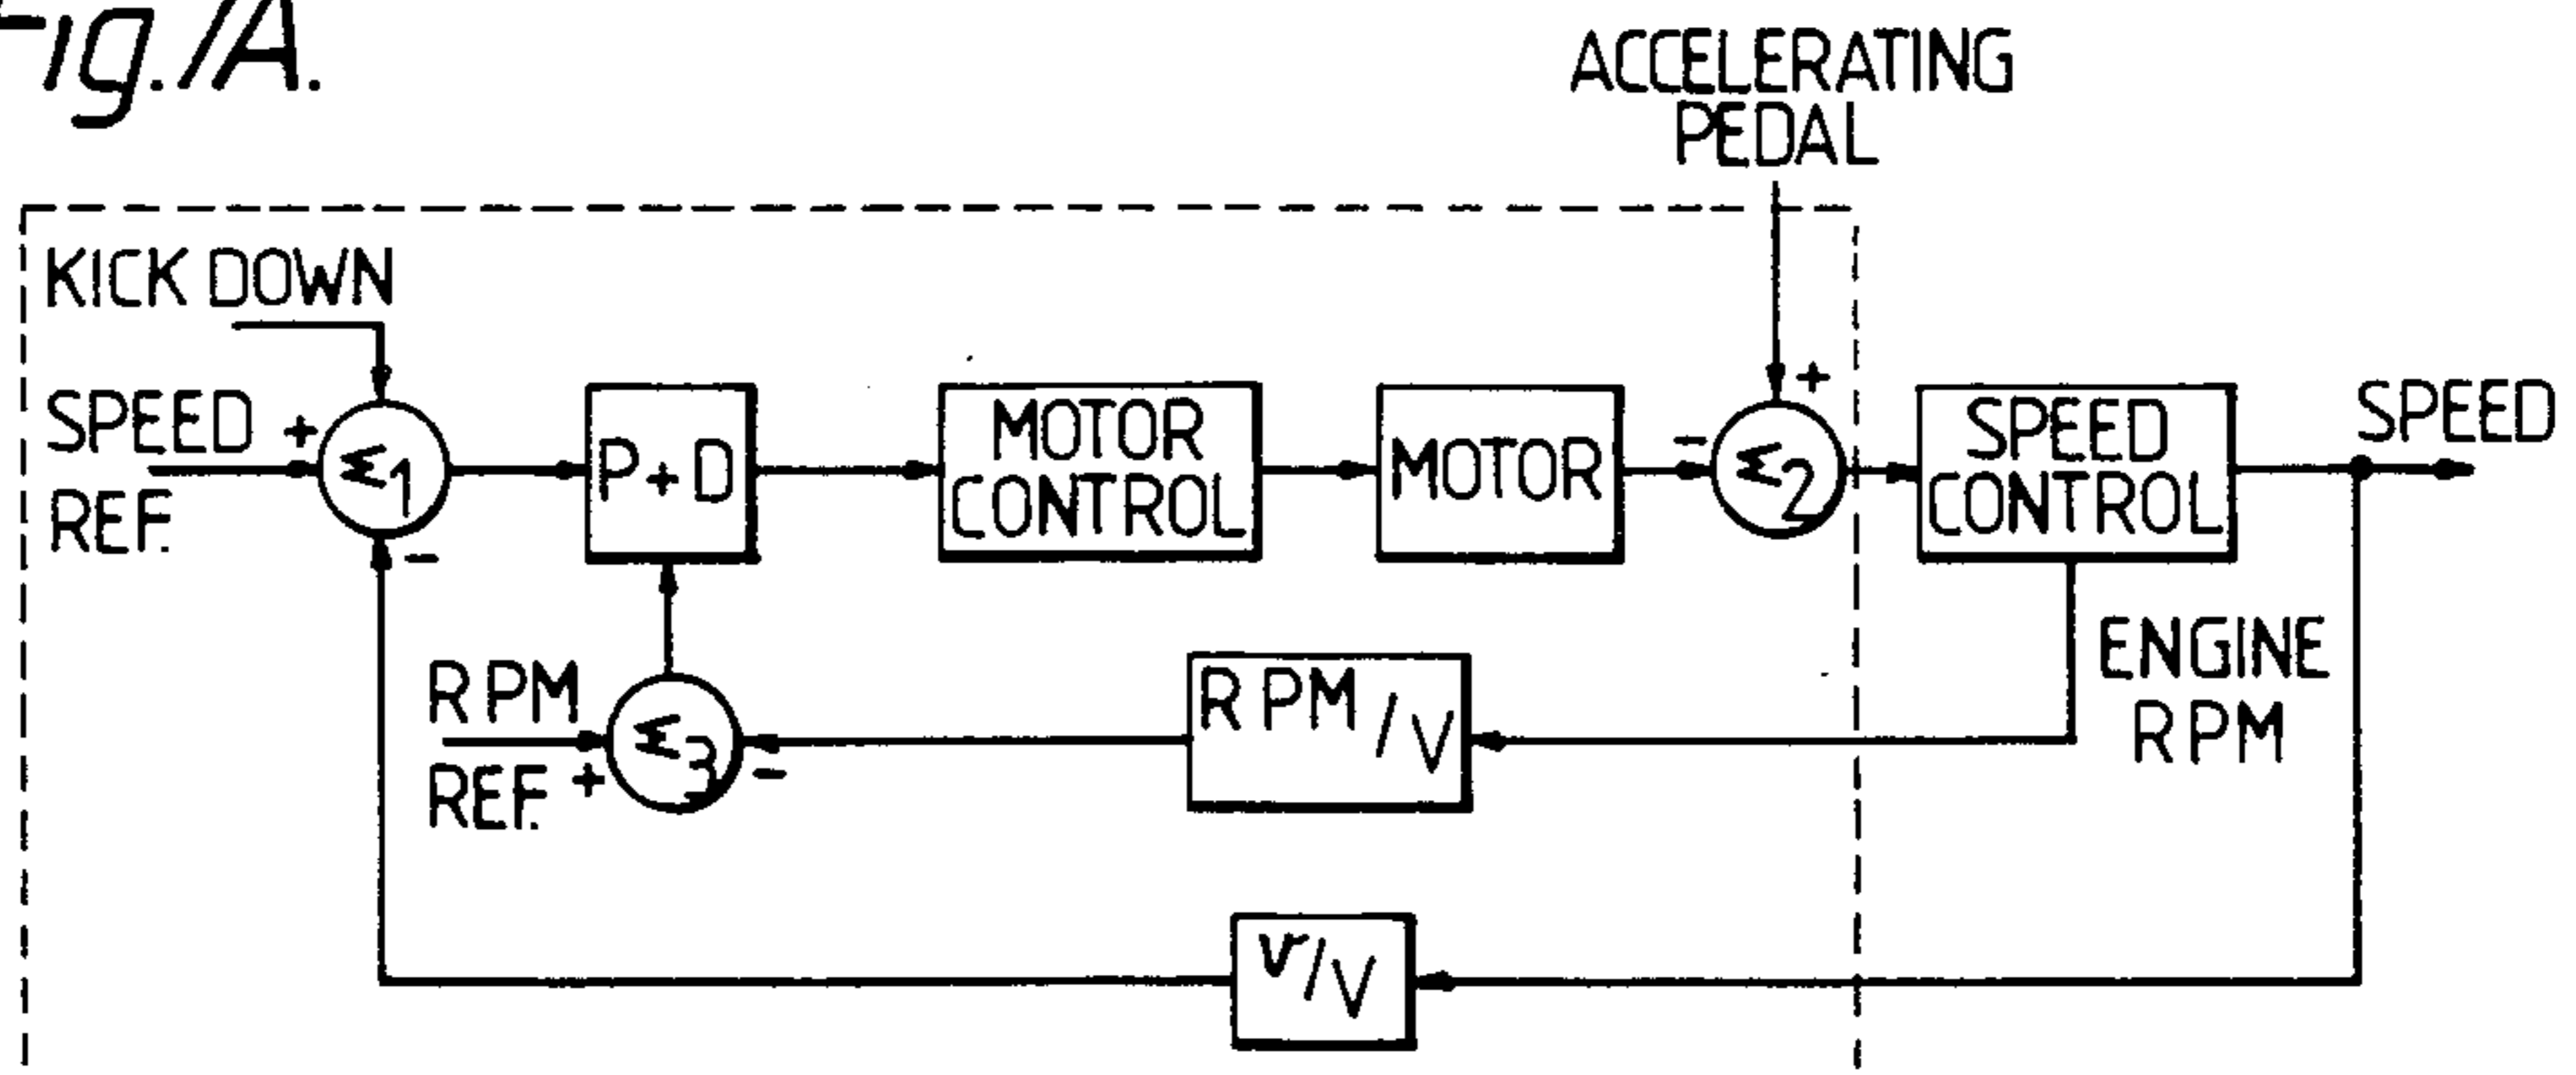 Fig. 1A.
ACCELERATING
PEDAL
KICK DOWN
SPEED
REF.
+
-
Σ1
P+D
MOTOR
CONTROL
MOTOR
-
+
Σ2
SPEED
CONTROL
SPEED
RPM
REF.
+
Σ3
-
RPM/V
ENGINE
RPM
v/V